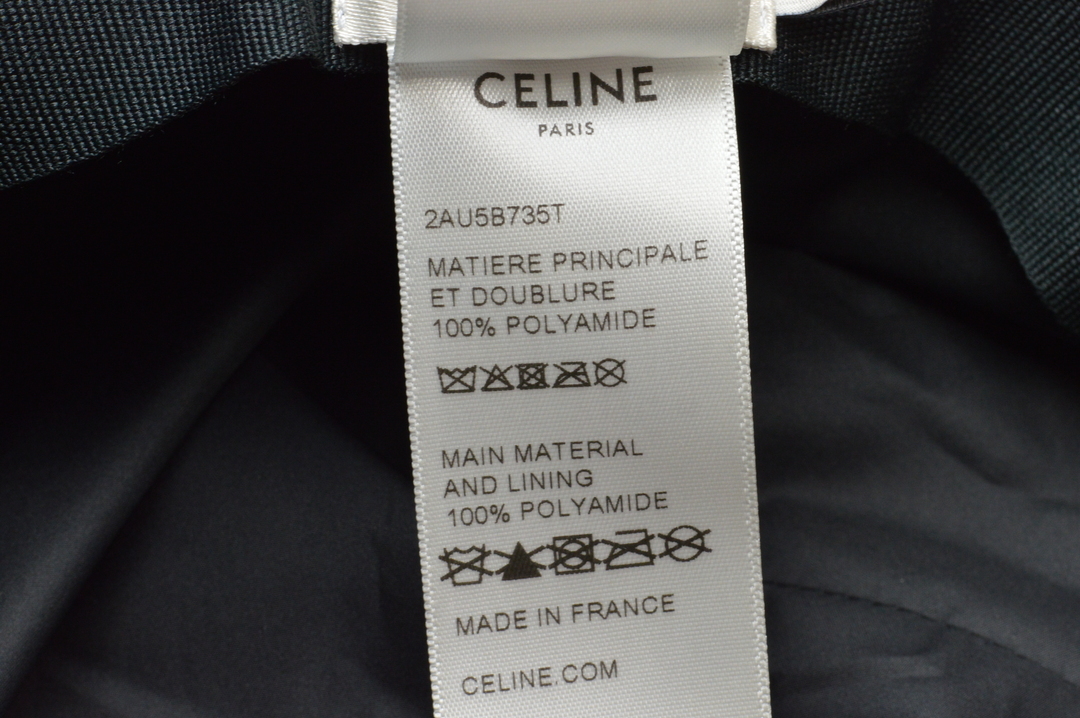 CELINE
PARIS
2AU5B735T
MATIERE PRINCIPALE
ET DOUBLURE
100% POLYAMIDE
MAIN MATERIAL
AND LINING
100% POLYAMIDE
MADE IN FRANCE
CELINE.COM